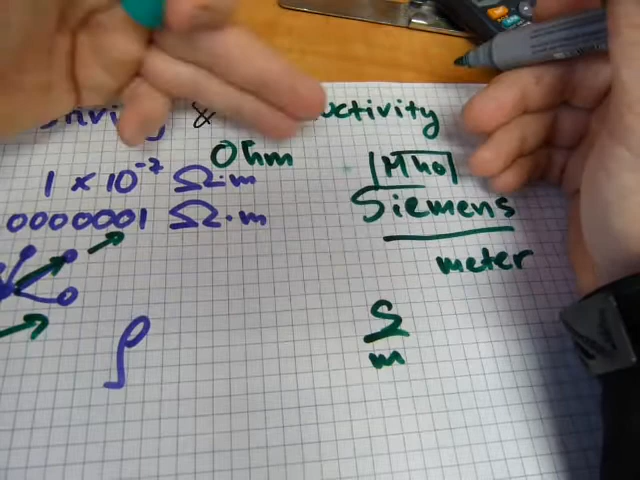 & uctivity
Ohm
1 × 10⁻⁷ Ω·m
|Mho|
0000001 Ω·m
Siemens
meter
ρ
S
m